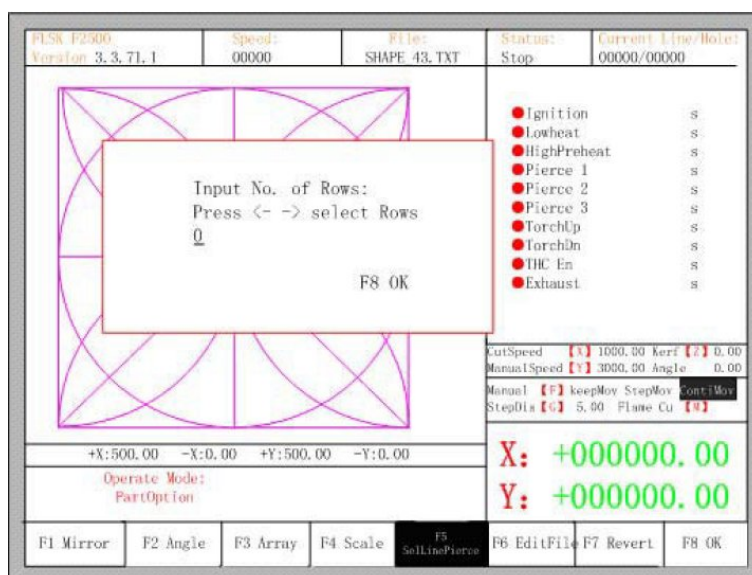 FLSK F2500
Version 3.3.71.1
Speed:
00000
File:
SHAPE 43.TXT
Status:
Stop
Current Line/Hole:
00000/00000
Input No. of Rows:
Press <- -> select Rows
0
F8 OK
Ignition s
Lowheat s
HighPreheat s
Pierce 1 s
Pierce 2 s
Pierce 3 s
TorchUp s
TorchDn s
THC En s
Exhaust s
CutSpeed 【X】 1000.00 Kerf 【Z】 0.00
ManualSpeed 【Y】 3000.00 Angle 0.00
Manual 【F】 keepMov StepMov ContiMov
StepDis 【G】 5.00 Flame Cu 【M】
+X:500.00 -X:0.00 +Y:500.00 -Y:0.00
Operate Mode:
PartOption
X: +000000.00
Y: +000000.00
F1 Mirror
F2 Angle
F3 Array
F4 Scale
F5
SelLinePierce
F6 EditFile
F7 Revert
F8 OK